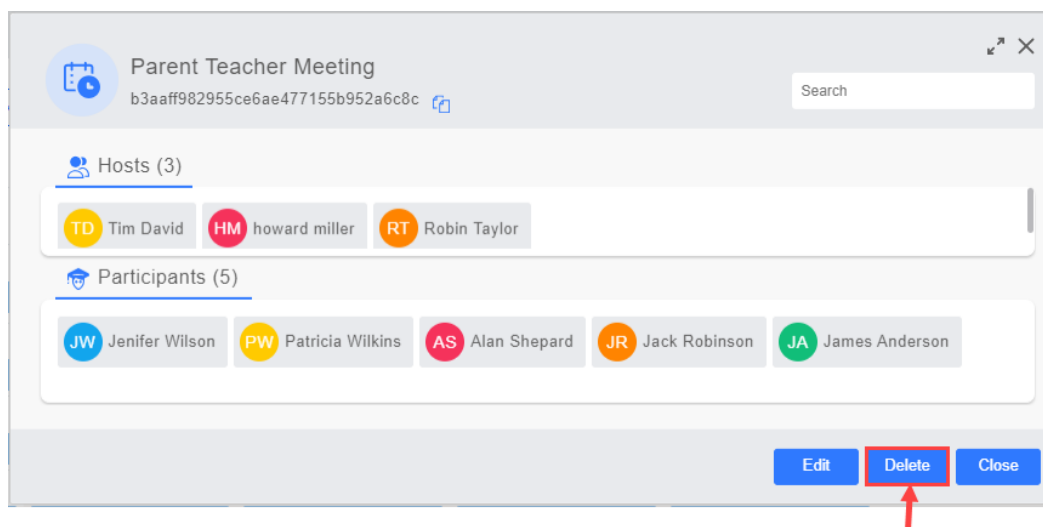 Parent Teacher Meeting
b3aaff982955ce6ae477155b952a6c8c
Search
Hosts (3)
TD Tim David HM howard miller RT Robin Taylor
Participants (5)
JW Jenifer Wilson PW Patricia Wilkins AS Alan Shepard JR Jack Robinson JA James Anderson
Edit Delete Close